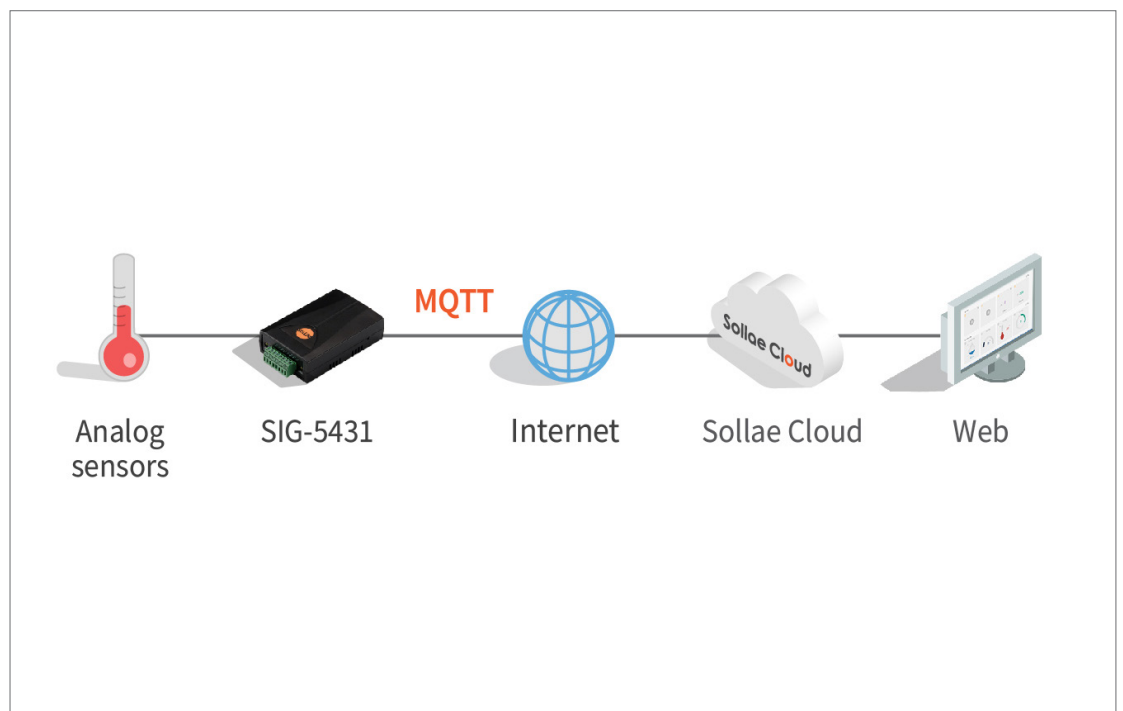 MQTT
Sollae Cloud
Analog
sensors
SIG-5431
Internet
Sollae Cloud
Web